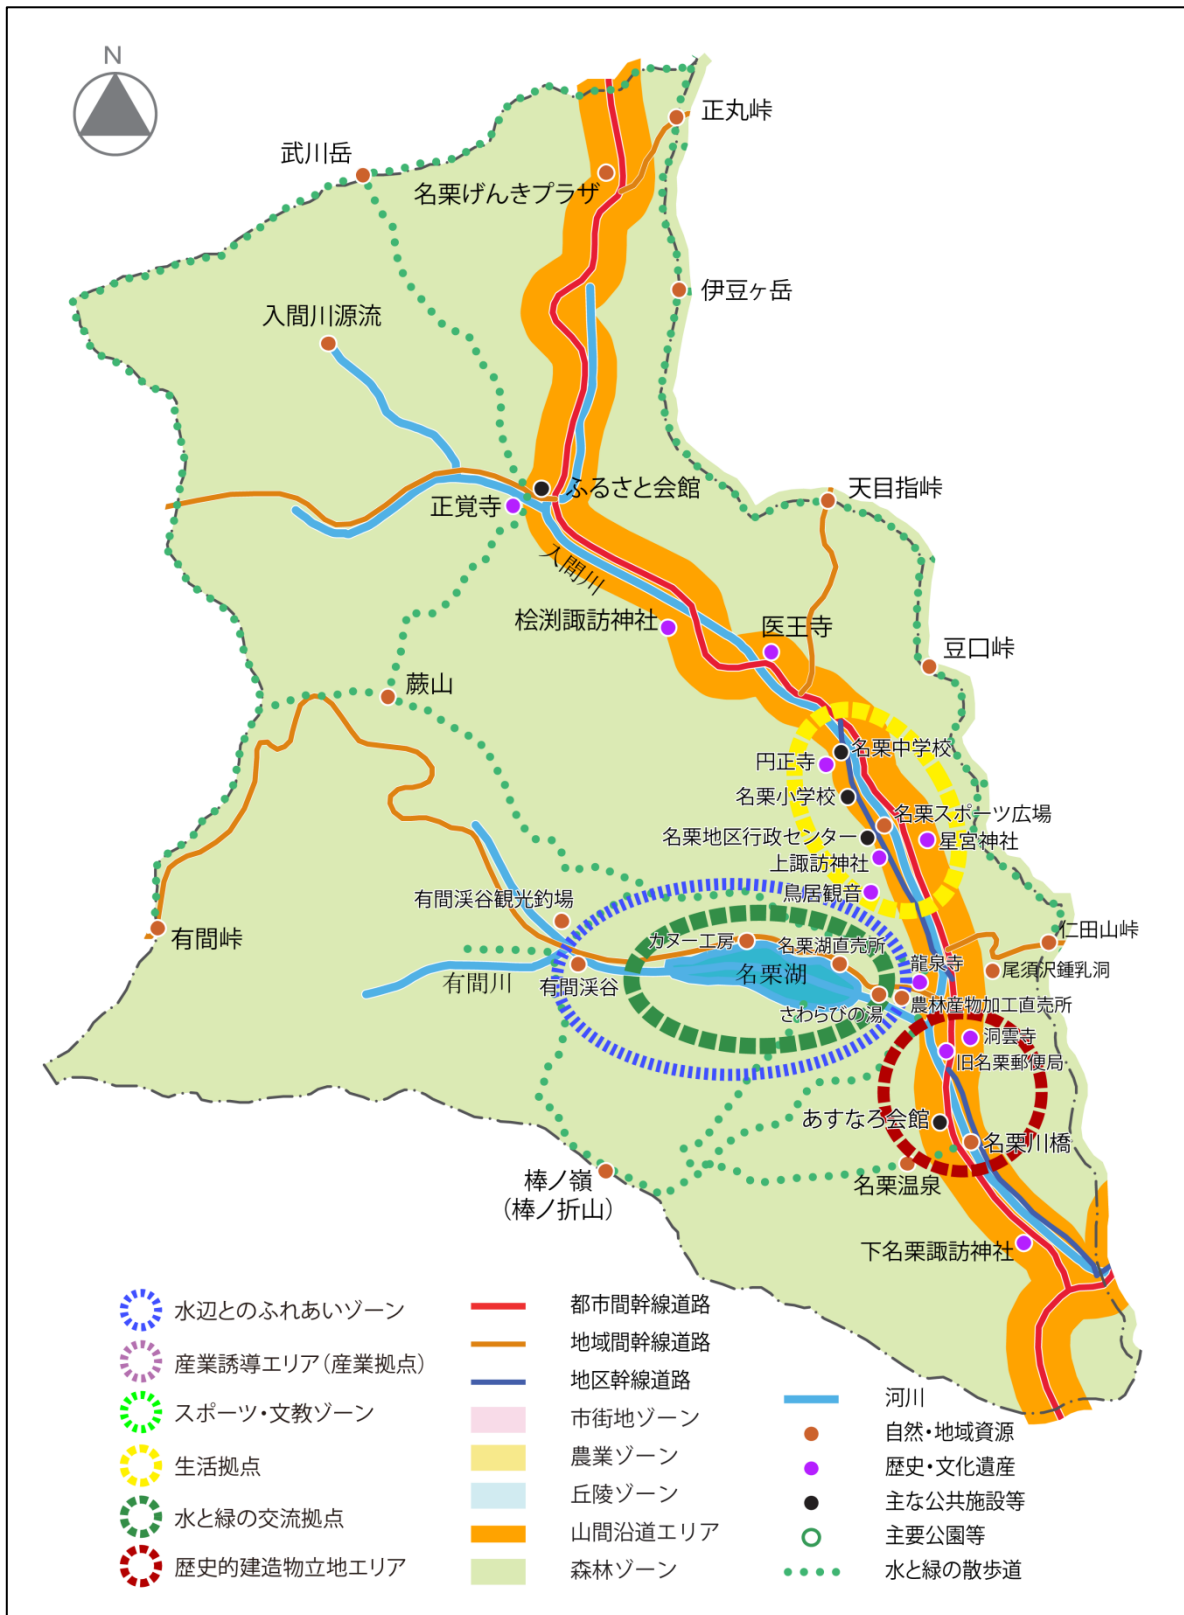 N
正丸峠
武川岳
名栗げんきプラザ
伊豆ヶ岳
入間川源流
ふるさと会館
天目指峠
正覚寺
入間川
桧渕諏訪神社
医王寺
豆口峠
蕨山
名栗中学校
円正寺
名栗小学校
名栗スポーツ広場
名栗地区行政センター
星宮神社
上諏訪神社
鳥居観音
有間渓谷観光釣場
有間峠
カヌー工房
名栗湖直売所
仁田山峠
名栗湖
龍泉寺
尾須沢鍾乳洞
有間川
有間渓谷
さわらびの湯
農林産物加工直売所
洞雲寺
旧名栗郵便局
あすなろ会館
名栗川橋
棒ノ嶺
(棒ノ折山)
名栗温泉
下名栗諏訪神社
水辺とのふれあいゾーン
産業誘導エリア(産業拠点)
スポーツ・文教ゾーン
生活拠点
水と緑の交流拠点
歴史的建造物立地エリア
都市間幹線道路
地域間幹線道路
地区幹線道路
市街地ゾーン
農業ゾーン
丘陵ゾーン
山間沿道エリア
森林ゾーン
河川
自然・地域資源
歴史・文化遺産
主な公共施設等
主要公園等
水と緑の散歩道